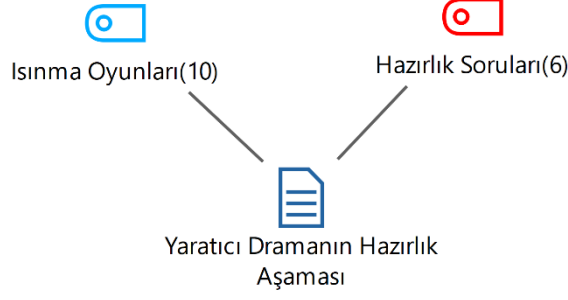 Isınma Oyunları(10)
Hazırlık Soruları(6)
Yaratıcı Dramanın Hazırlık
Aşaması